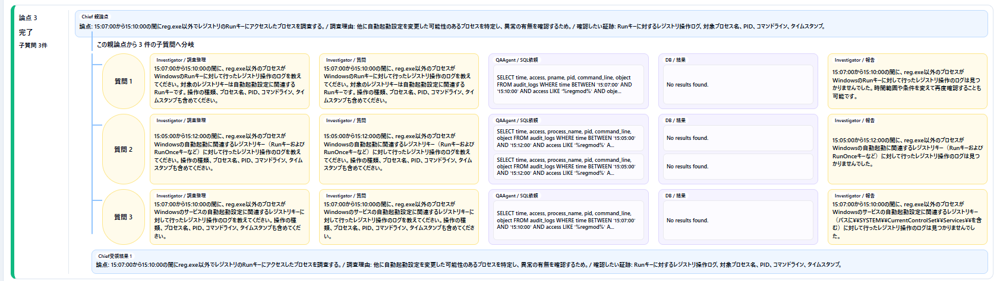 論点 3
完了
子質問 3件
Chief 親論点
論点: 15:07:00から15:10:00の間にreg.exe以外でレジストリのRunキーにアクセスしたプロセスを調査する。/ 調査理由: 他に自動起動設定を変更した可能性のあるプロセスを特定し、異常の有無を確認するため。/ 確認したい証跡: Runキーに対するレジストリ操作ログ, 対象プロセス名、PID、コマンドライン、タイムスタンプ。
この親論点から 3 件の子質問へ分岐
質問 1
Investigator / 調査整理
15:07:00から15:10:00の間に、reg.exe以外のプロセスが
WindowsのRunキーに対して行ったレジストリ操作のログを教え
てください。対象のレジストリキーは自動起動設定に関連する
Runキーです。操作の種類、プロセス名、PID、コマンドライン、タイ
ムスタンプも含めてください。
Investigator / 質問
15:07:00から15:10:00の間に、reg.exe以外のプロセスが
WindowsのRunキーに対して行ったレジストリ操作のログを教え
てください。対象のレジストリキーは自動起動設定に関連する
Runキーです。操作の種類、プロセス名、PID、コマンドライン、タイ
ムスタンプも含めてください。
QAAgent / SQL依頼
SELECT time, access, pname, pid, command_line, object
FROM audit_logs WHERE time BETWEEN '15:07:00' AND
'15:10:00' AND access LIKE '%regmod%' AND obje...
DB / 結果
No results found.
Investigator / 報告
15:07:00から15:10:00の間に、reg.exe以外のプロセスが
WindowsのRunキーに対して行ったレジストリ操作のログは見つ
かりませんでした。時間範囲や条件を変えて再度確認することも
可能です。
質問 2
Investigator / 調査整理
15:05:00から15:12:00の間に、reg.exe以外のプロセスが
Windowsの自動起動に関連するレジストリキー（Runキーおよび
RunOnceキーなど）に対して行ったレジストリ操作のログを教え
てください。操作の種類、プロセス名、PID、コマンドライン、タイム
スタンプも含めてください。
Investigator / 質問
15:05:00から15:12:00の間に、reg.exe以外のプロセスが
Windowsの自動起動に関連するレジストリキー（Runキーおよび
RunOnceキーなど）に対して行ったレジストリ操作のログを教え
てください。操作の種類、プロセス名、PID、コマンドライン、タイム
スタンプも含めてください。
QAAgent / SQL依頼
SELECT time, access, process_name, pid, command_line,
object FROM audit_logs WHERE time BETWEEN '15:05:00'
AND '15:12:00' AND access LIKE '%regmod%' A...
SELECT time, access, process_name, pid, command_line,
object FROM audit_logs WHERE time BETWEEN '15:05:00'
AND '15:12:00' AND access LIKE '%regmod%' A...
DB / 結果
No results found.
No results found.
Investigator / 報告
15:05:00から15:12:00の間に、reg.exe以外のプロセスが
Windowsの自動起動に関連するレジストリキー（Runキーおよび
RunOnceキーなど）に対して行ったレジストリ操作のログは見つ
かりませんでした。
質問 3
Investigator / 調査整理
15:07:00から15:10:00の間に、reg.exe以外のプロセスが
Windowsのサービスの自動起動設定に関連するレジストリキーに
対して行ったレジストリ操作のログを教えてください。操作の種
類、プロセス名、PID、コマンドライン、タイムスタンプも含めてくだ
さい。
Investigator / 質問
15:07:00から15:10:00の間に、reg.exe以外のプロセスが
Windowsのサービスの自動起動設定に関連するレジストリキーに
対して行ったレジストリ操作のログを教えてください。操作の種
類、プロセス名、PID、コマンドライン、タイムスタンプも含めてくださ
い。
QAAgent / SQL依頼
SELECT time, access, process_name, pid, command_line,
object FROM audit_logs WHERE time BETWEEN '15:07:00'
AND '15:10:00' AND access LIKE '%regmod%' A...
DB / 結果
No results found.
Investigator / 報告
15:07:00から15:10:00の間に、reg.exe以外のプロセスが
Windowsのサービスの自動起動設定に関連するレジストリキー
（パスに¥¥SYSTEM¥¥CurrentControlSet¥¥Services¥¥を含
む）に対して行ったレジストリ操作のログは見つかりませんでし
た。
Chief受領結果 1
論点: 15:07:00から15:10:00の間にreg.exe以外でレジストリのRunキーにアクセスしたプロセスを調査する。/ 調査理由: 他に自動起動設定を変更した可能性のあるプロセスを特定し、異常の有無を確認するため。/ 確認したい証跡: Runキーに対するレジストリ操作ログ, 対象プロセス名、PID、コマンドライン、タイムスタンプ。